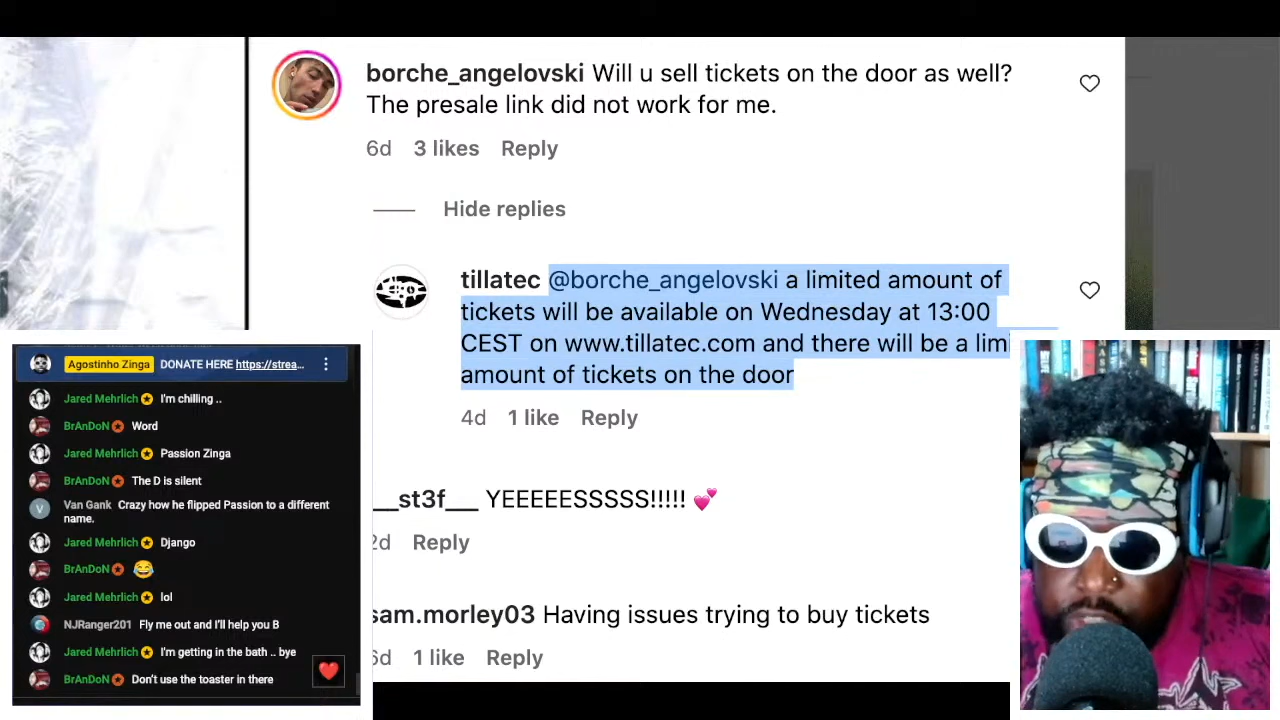 borche_angelovski Will u sell tickets on the door as well?
The presale link did not work for me.
6d 3 likes Reply
Hide replies
tillatec @borche_angelovski a limited amount of
tickets will be available on Wednesday at 13:00
CEST on www.tillatec.com and there will be a limi
amount of tickets on the door
4d 1 like Reply
__st3f___ YEEEEESSSSS!!!!! 💕
2d Reply
sam.morley03 Having issues trying to buy tickets
6d 1 like Reply
Agostinho Zinga DONATE HERE https://strea...
Jared Mehrlich I'm chilling ..
BrAnDoN Word
Jared Mehrlich Passion Zinga
BrAnDoN The D is silent
Van Gank Crazy how he flipped Passion to a different
name.
Jared Mehrlich Django
BrAnDoN 😂
Jared Mehrlich lol
NJRanger201 Fly me out and I'll help you B
Jared Mehrlich I'm getting in the bath .. bye
BrAnDoN Don't use the toaster in there